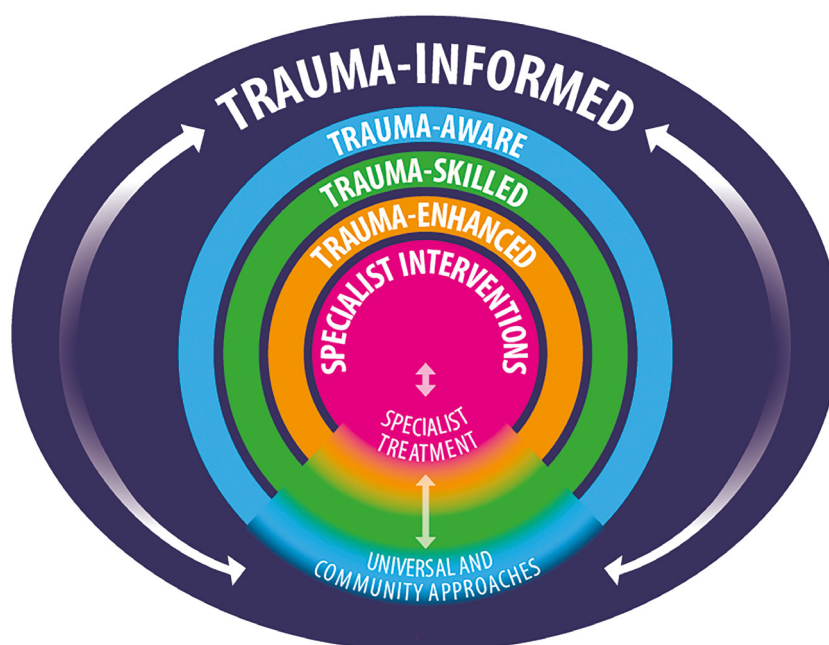 TRAUMA-INFORMED
TRAUMA-AWARE
TRAUMA-SKILLED
TRAUMA-ENHANCED
SPECIALIST INTERVENTIONS
SPECIALIST
TREATMENT
UNIVERSAL AND
COMMUNITY APPROACHES